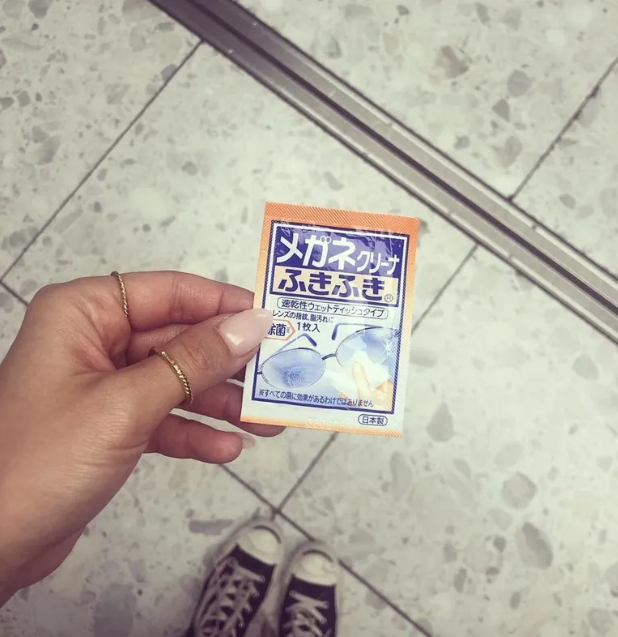 メガネクリーナ
ふきふき®
速乾性ウェットティッシュタイプ
レンズの指紋、脂汚れに
除菌 1枚入
※すべての菌に効果があるわけではありません
日本製